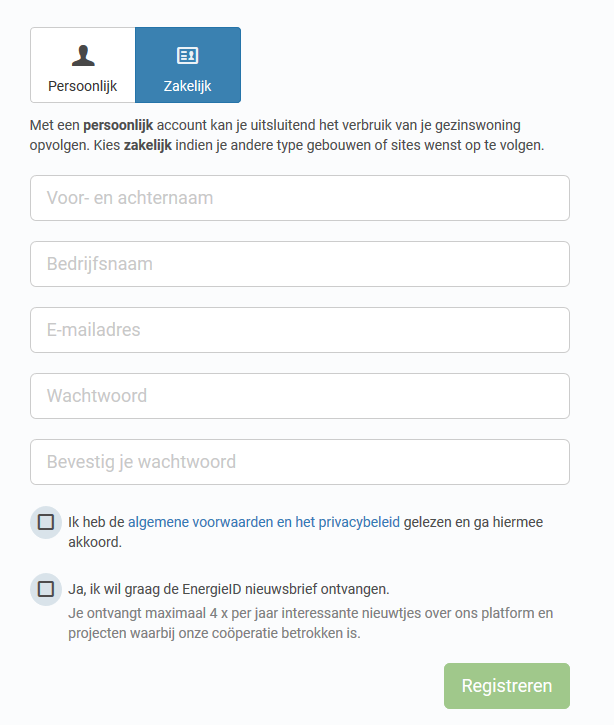 Persoonlijk
Zakelijk
Met een persoonlijk account kan je uitsluitend het verbruik van je gezinswoning
opvolgen. Kies zakelijk indien je andere type gebouwen of sites wenst op te volgen.
Voor- en achternaam
Bedrijfsnaam
E-mailadres
Wachtwoord
Bevestig je wachtwoord
Ik heb de algemene voorwaarden en het privacybeleid gelezen en ga hiermee
akkoord.
Ja, ik wil graag de EnergieID nieuwsbrief ontvangen.
Je ontvangt maximaal 4 x per jaar interessante nieuwtjes over ons platform en
projecten waarbij onze coöperatie betrokken is.
Registreren